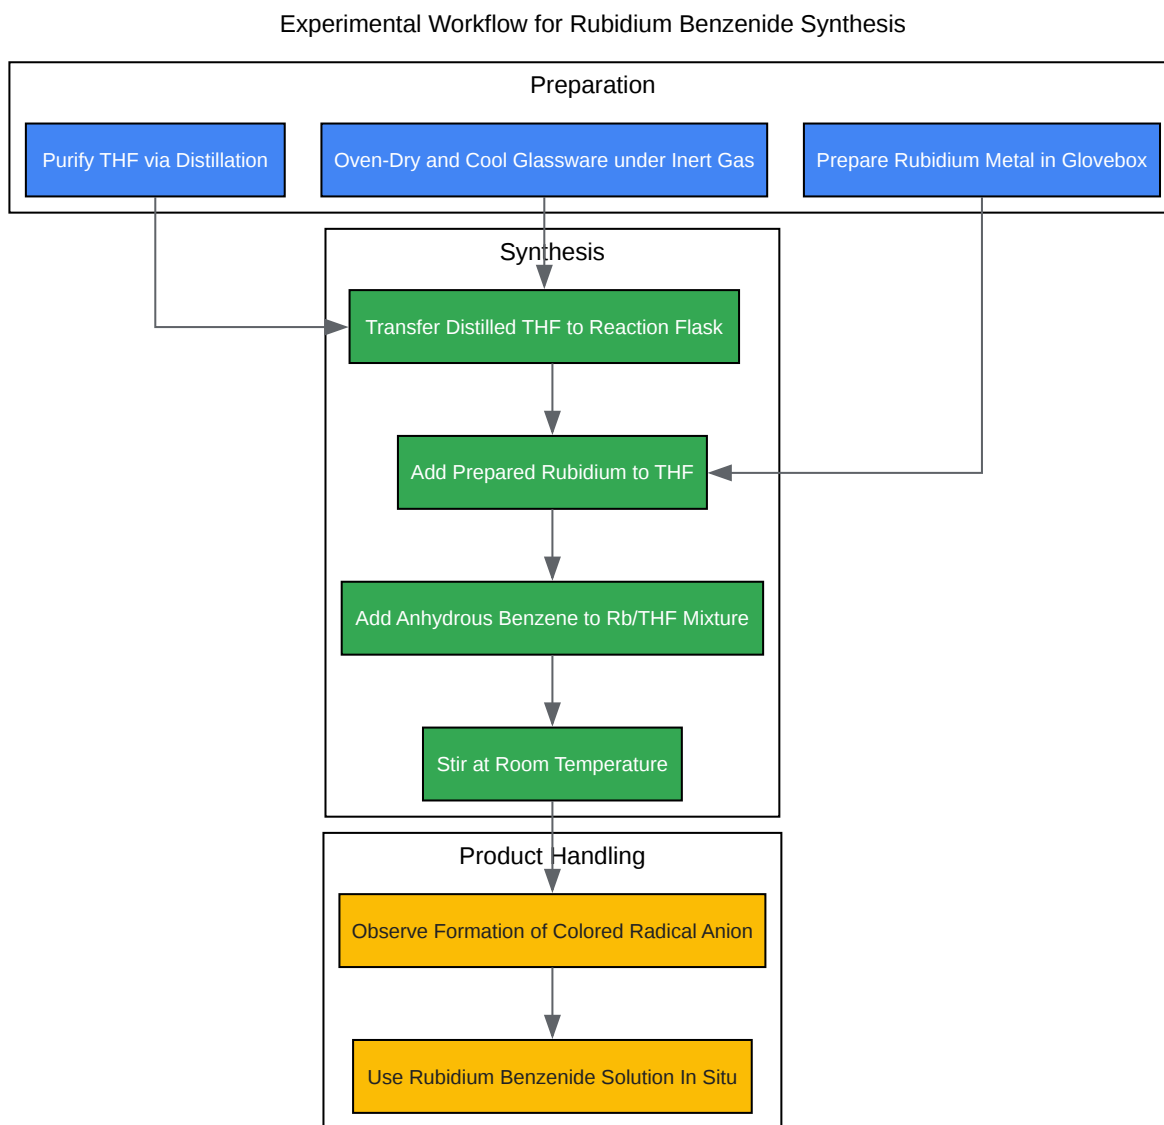 Experimental Workflow for Rubidium Benzenide Synthesis
Preparation
Purify THF via Distillation
Oven-Dry and Cool Glassware under Inert Gas
Prepare Rubidium Metal in Glovebox
Synthesis
Transfer Distilled THF to Reaction Flask
Add Prepared Rubidium to THF
Add Anhydrous Benzene to Rb/THF Mixture
Stir at Room Temperature
Product Handling
Observe Formation of Colored Radical Anion
Use Rubidium Benzenide Solution In Situ